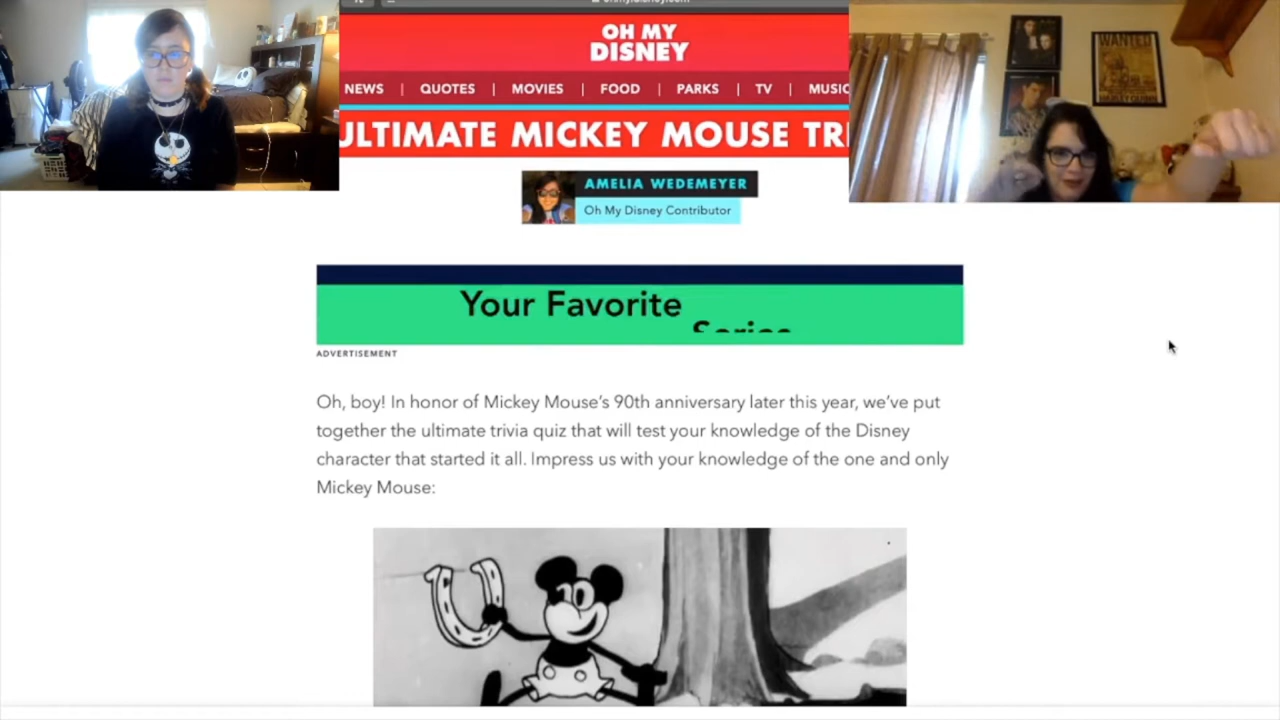 OH MY
DISNEY
NEWS | QUOTES | MOVIES | FOOD | PARKS | TV | MUSIC
ULTIMATE MICKEY MOUSE TRI
WANTED
AMELIA WEDEMEYER
Oh My Disney Contributor
Your Favorite
Series
ADVERTISEMENT
Oh, boy! In honor of Mickey Mouse's 90th anniversary later this year, we've put
together the ultimate trivia quiz that will test your knowledge of the Disney
character that started it all. Impress us with your knowledge of the one and only
Mickey Mouse: